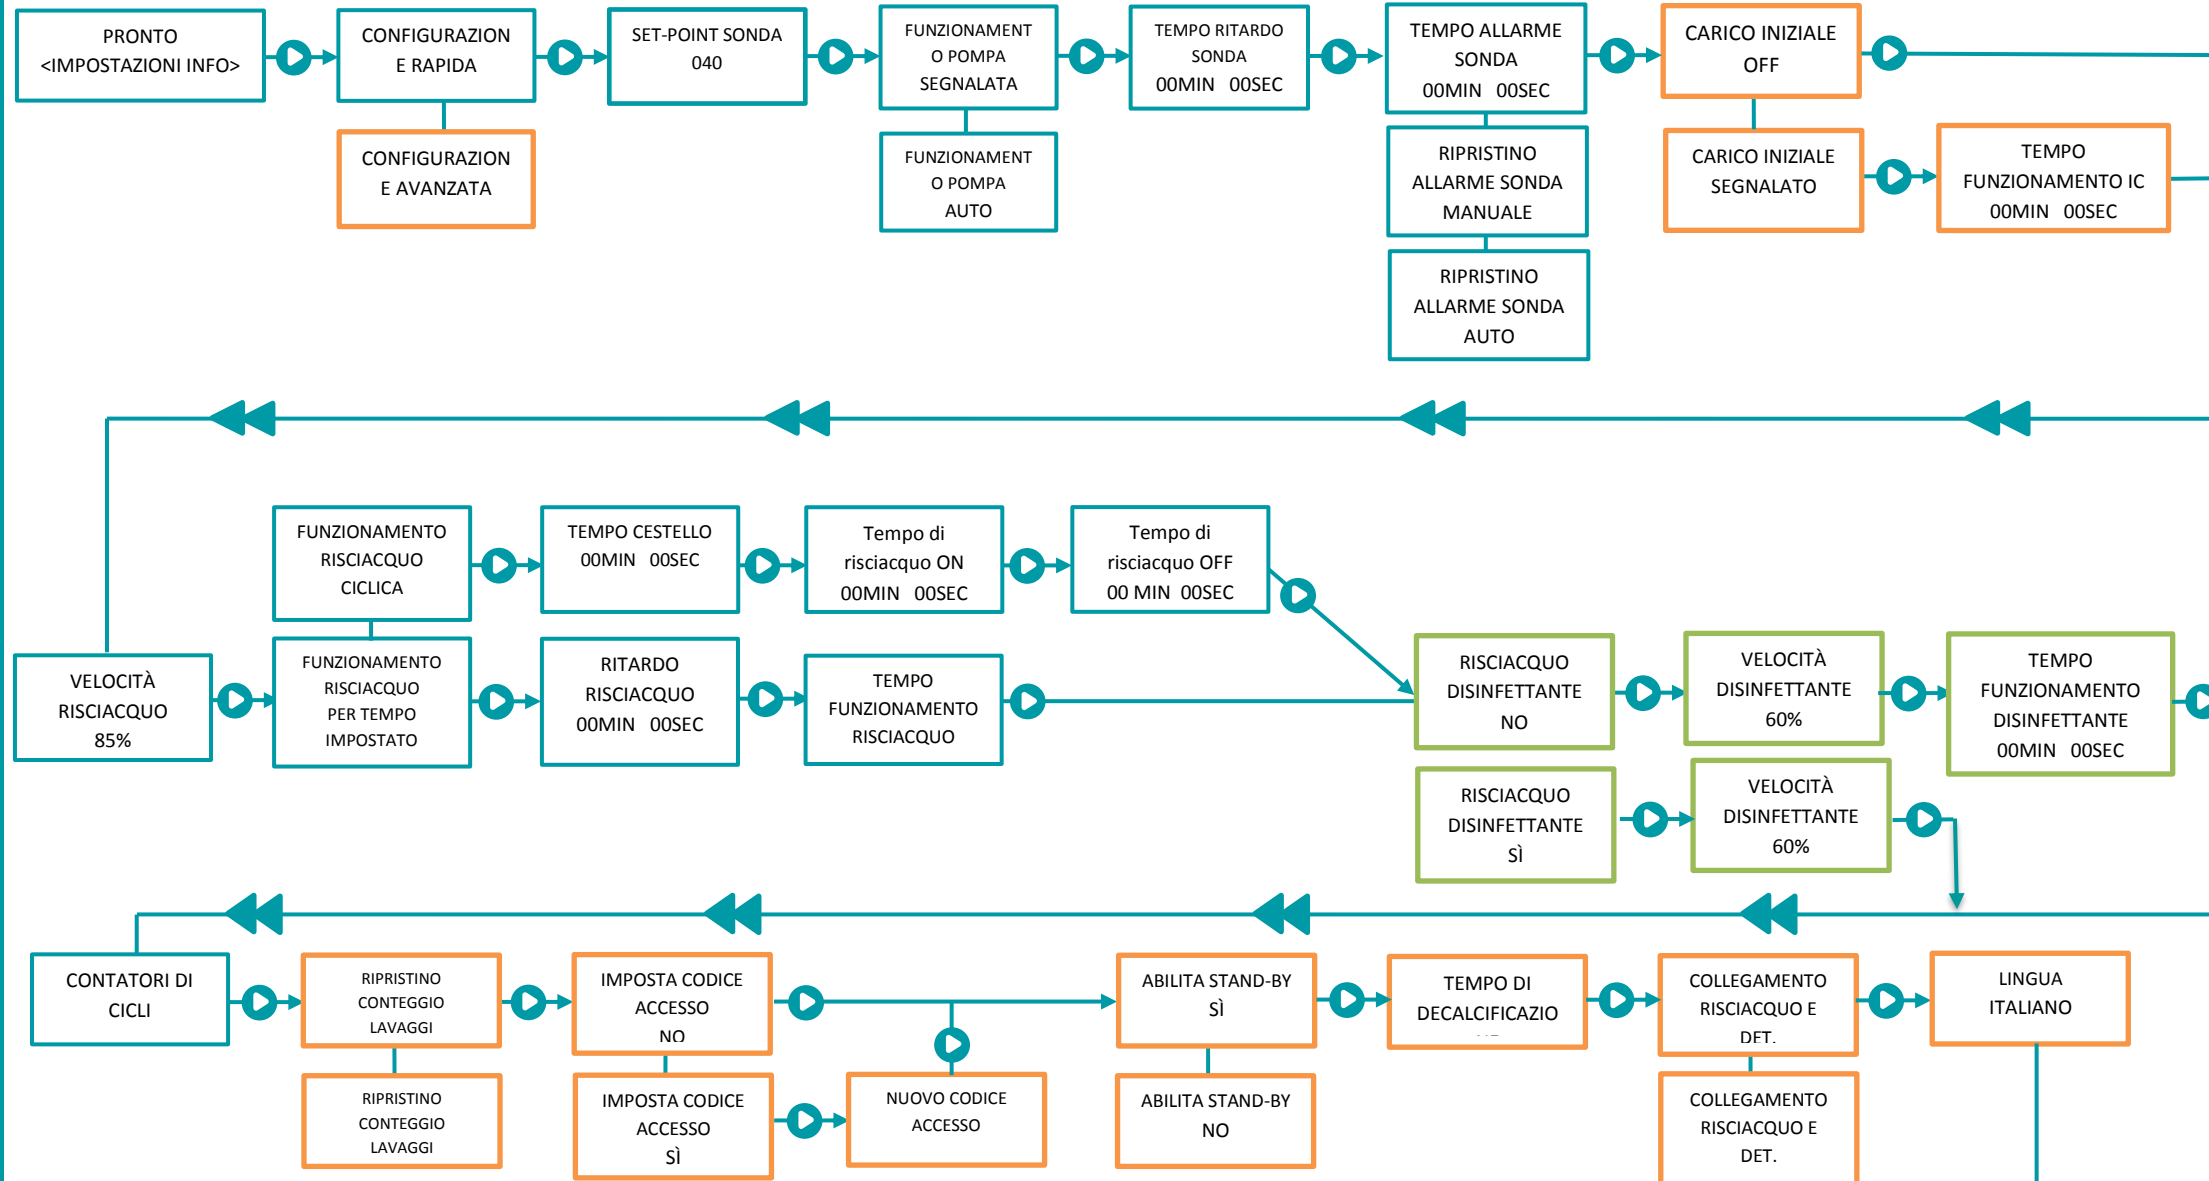 PRONTO
<IMPOSTAZIONI INFO>
CONFIGURAZION
E RAPIDA
SET-POINT SONDA
040
FUNZIONAMENT
O POMPA
SEGNALATA
TEMPO RITARDO
SONDA
00MIN 00SEC
TEMPO ALLARME
SONDA
00MIN 00SEC
CARICO INIZIALE
OFF
CONFIGURAZION
E AVANZATA
FUNZIONAMENT
O POMPA
AUTO
RIPRISTINO
ALLARME SONDA
MANUALE
CARICO INIZIALE
SEGNALATO
TEMPO
FUNZIONAMENTO IC
00MIN 00SEC
RIPRISTINO
ALLARME SONDA
AUTO
FUNZIONAMENTO
RISCIACQUO
CICLICA
TEMPO CESTELLO
00MIN 00SEC
Tempo di
risciacquo ON
00MIN 00SEC
Tempo di
risciacquo OFF
00 MIN 00SEC
VELOCITÀ
RISCIACQUO
85%
FUNZIONAMENTO
RISCIACQUO
PER TEMPO
IMPOSTATO
RITARDO
RISCIACQUO
00MIN 00SEC
TEMPO
FUNZIONAMENTO
RISCIACQUO
RISCIACQUO
DISINFETTANTE
NO
VELOCITÀ
DISINFETTANTE
60%
TEMPO
FUNZIONAMENTO
DISINFETTANTE
00MIN 00SEC
RISCIACQUO
DISINFETTANTE
SÌ
VELOCITÀ
DISINFETTANTE
60%
CONTATORI DI
CICLI
RIPRISTINO
CONTEGGIO
LAVAGGI
IMPOSTA CODICE
ACCESSO
NO
ABILITA STAND-BY
SÌ
TEMPO DI
DECALCIFICAZIO
COLLEGAMENTO
RISCIACQUO E
DET.
LINGUA
ITALIANO
RIPRISTINO
CONTEGGIO
LAVAGGI
IMPOSTA CODICE
ACCESSO
SÌ
NUOVO CODICE
ACCESSO
ABILITA STAND-BY
NO
COLLEGAMENTO
RISCIACQUO E
DET.